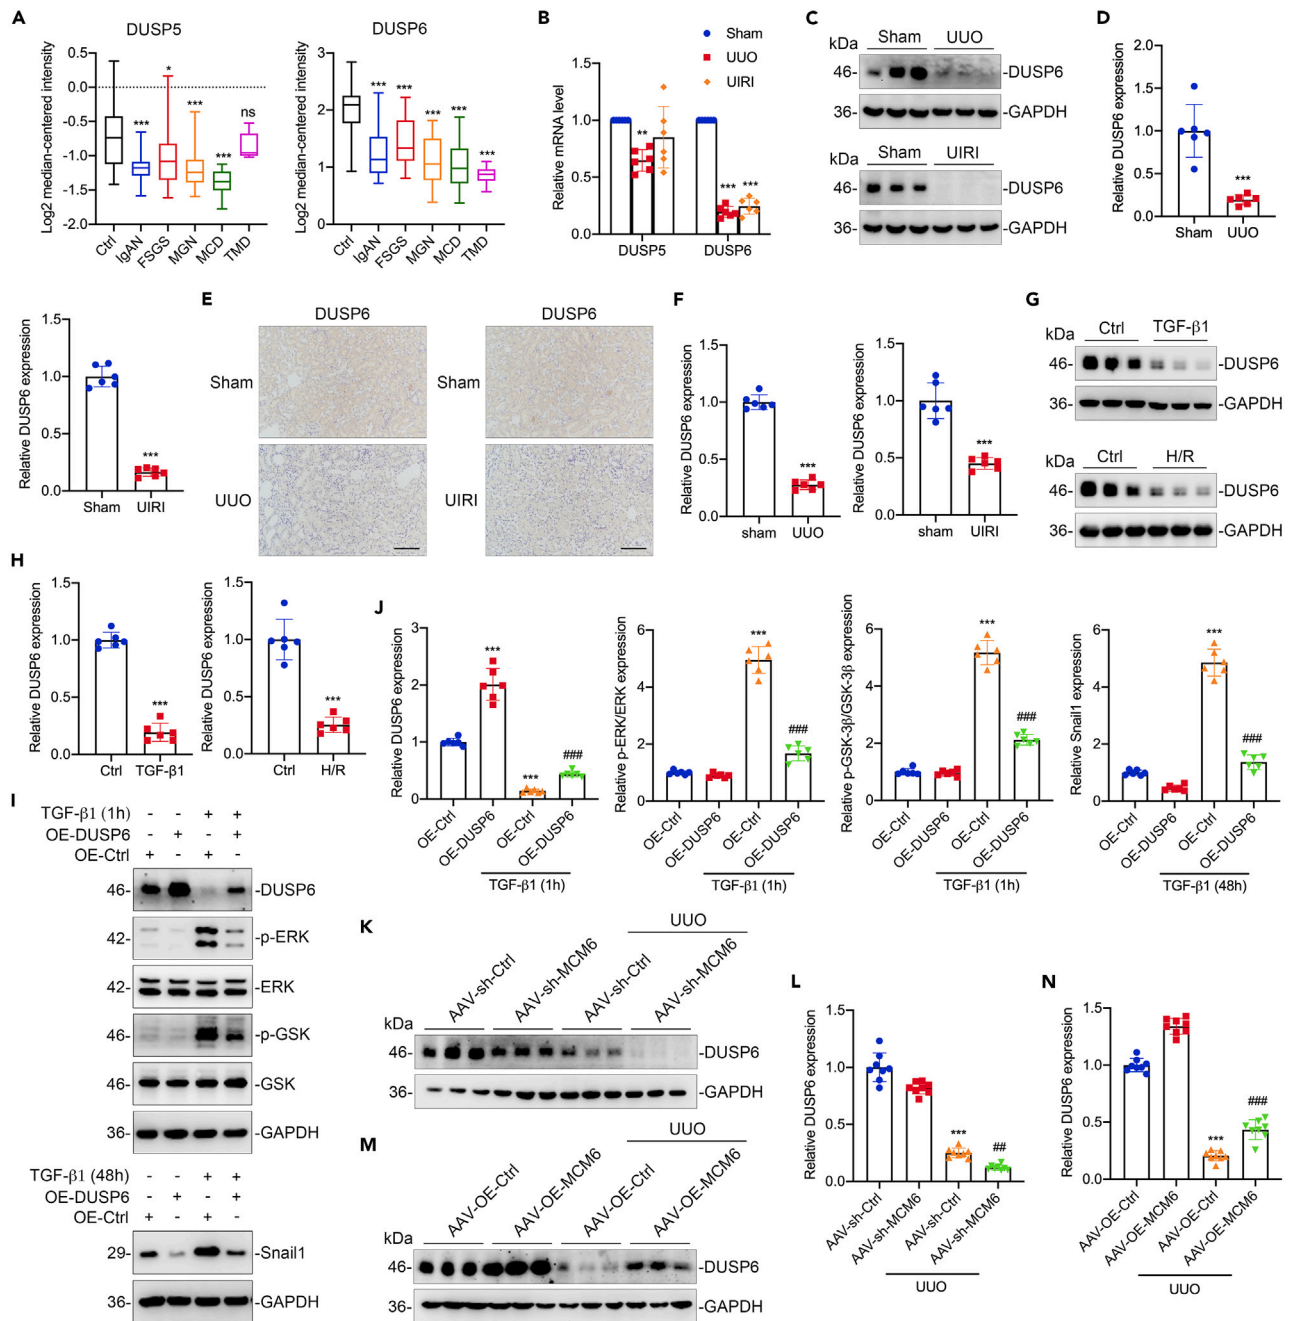 A
DUSP5
Log2 median-centered intensity
0.5
0.0
-0.5
-1.0
-1.5
-2.0
*
***
***
***
ns
Ctrl
IgAN
FSGS
MGN
MCD
TMD
DUSP6
Log2 median-centered intensity
3
2
1
0
***
***
***
***
***
Ctrl
IgAN
FSGS
MGN
MCD
TMD
B
Sham
UUO
UIRI
Relative mRNA level
1.5
1.0
0.5
0.0
**
***
***
DUSP5
DUSP6
C
kDa
Sham
UUO
46-
-DUSP6
36-
-GAPDH
Sham
UIRI
46-
-DUSP6
36-
-GAPDH
D
Relative DUSP6 expression
2.0
1.5
1.0
0.5
0.0
***
Sham
UUO
Relative DUSP6 expression
1.5
1.0
0.5
0.0
***
Sham
UIRI
E
DUSP6
DUSP6
Sham
Sham
UUO
UIRI
F
Relative DUSP6 expression
1.5
1.0
0.5
0.0
***
sham
UUO
Relative DUSP6 expression
1.5
1.0
0.5
0.0
***
sham
UIRI
G
kDa
Ctrl
TGF-β1
46-
-DUSP6
36-
-GAPDH
kDa
Ctrl
H/R
46-
-DUSP6
36-
-GAPDH
H
Relative DUSP6 expression
1.5
1.0
0.5
0.0
***
Ctrl
TGF-β1
Relative DUSP6 expression
1.5
1.0
0.5
0.0
***
Ctrl
H/R
I
TGF-β1 (1h) - - + +
OE-DUSP6 - + - +
OE-Ctrl + - + -
46-
-DUSP6
42-
-p-ERK
42-
-ERK
46-
-p-GSK
46-
-GSK
36-
-GAPDH
TGF-β1 (48h) - - + +
OE-DUSP6 - + - +
OE-Ctrl + - + -
29-
-Snail1
36-
-GAPDH
J
Relative DUSP6 expression
3
2
1
0
***
***
###
OE-Ctrl
OE-DUSP6
OE-Ctrl
OE-DUSP6
TGF-β1 (1h)
Relative p-ERK/ERK expression
6
4
2
0
***
###
OE-Ctrl
OE-DUSP6
OE-Ctrl
OE-DUSP6
TGF-β1 (1h)
Relative p-GSK-3β/GSK-3β expression
6
4
2
0
***
###
OE-Ctrl
OE-DUSP6
OE-Ctrl
OE-DUSP6
TGF-β1 (1h)
Relative Snail1 expression
6
4
2
0
***
###
OE-Ctrl
OE-DUSP6
OE-Ctrl
OE-DUSP6
TGF-β1 (48h)
K
UUO
AAV-sh-Ctrl
AAV-sh-MCM6
AAV-sh-Ctrl
AAV-sh-MCM6
kDa
46-
-DUSP6
36-
-GAPDH
L
Relative DUSP6 expression
1.5
1.0
0.5
0.0
***
##
AAV-sh-Ctrl
AAV-sh-MCM6
AAV-sh-Ctrl
AAV-sh-MCM6
UUO
M
UUO
AAV-OE-Ctrl
AAV-OE-MCM6
AAV-OE-Ctrl
AAV-OE-MCM6
kDa
46-
-DUSP6
36-
-GAPDH
N
Relative DUSP6 expression
1.5
1.0
0.5
0.0
***
###
AAV-OE-Ctrl
AAV-OE-MCM6
AAV-OE-Ctrl
AAV-OE-MCM6
UUO